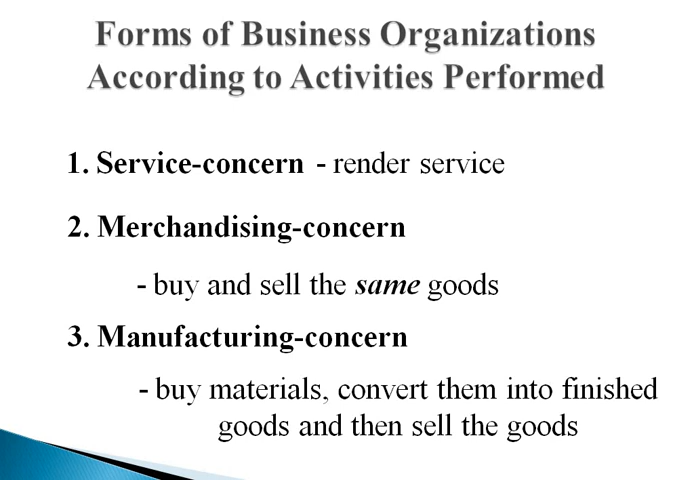 Forms of Business Organizations
According to Activities Performed
1. Service-concern - render service
2. Merchandising-concern
- buy and sell the same goods
3. Manufacturing-concern
- buy materials, convert them into finished
goods and then sell the goods